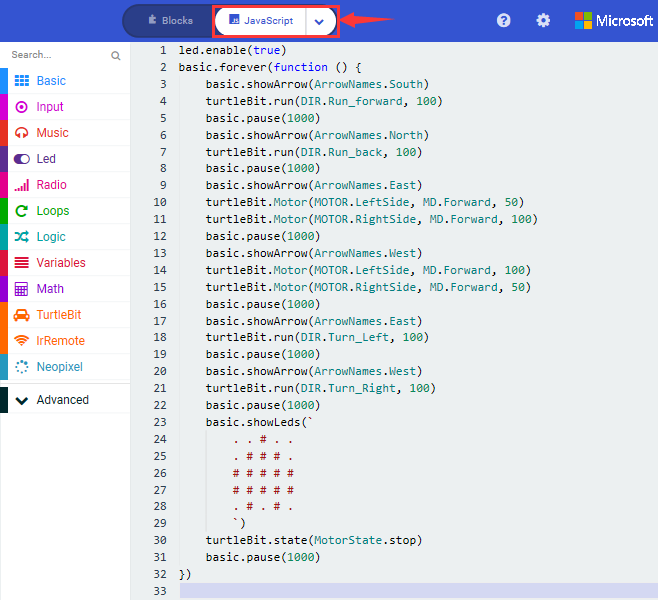 Blocks
JavaScript
Microsoft
Search...
Basic
Input
Music
Led
Radio
Loops
Logic
Variables
Math
TurtleBit
IrRemote
Neopixel
Advanced
1 led.enable(true)
2 basic.forever(function () {
3 basic.showArrow(ArrowNames.South)
4 turtleBit.run(DIR.Run_forward, 100)
5 basic.pause(1000)
6 basic.showArrow(ArrowNames.North)
7 turtleBit.run(DIR.Run_back, 100)
8 basic.pause(1000)
9 basic.showArrow(ArrowNames.East)
10 turtleBit.Motor(MOTOR.LeftSide, MD.Forward, 50)
11 turtleBit.Motor(MOTOR.RightSide, MD.Forward, 100)
12 basic.pause(1000)
13 basic.showArrow(ArrowNames.West)
14 turtleBit.Motor(MOTOR.LeftSide, MD.Forward, 100)
15 turtleBit.Motor(MOTOR.RightSide, MD.Forward, 50)
16 basic.pause(1000)
17 basic.showArrow(ArrowNames.East)
18 turtleBit.run(DIR.Turn_Left, 100)
19 basic.pause(1000)
20 basic.showArrow(ArrowNames.West)
21 turtleBit.run(DIR.Turn_Right, 100)
22 basic.pause(1000)
23 basic.showLeds(`
24 . . # . .
25 . # # # .
26 # # # # #
27 # # # # #
28 . # . # .
29 `)
30 turtleBit.state(MotorState.stop)
31 basic.pause(1000)
32 })
33